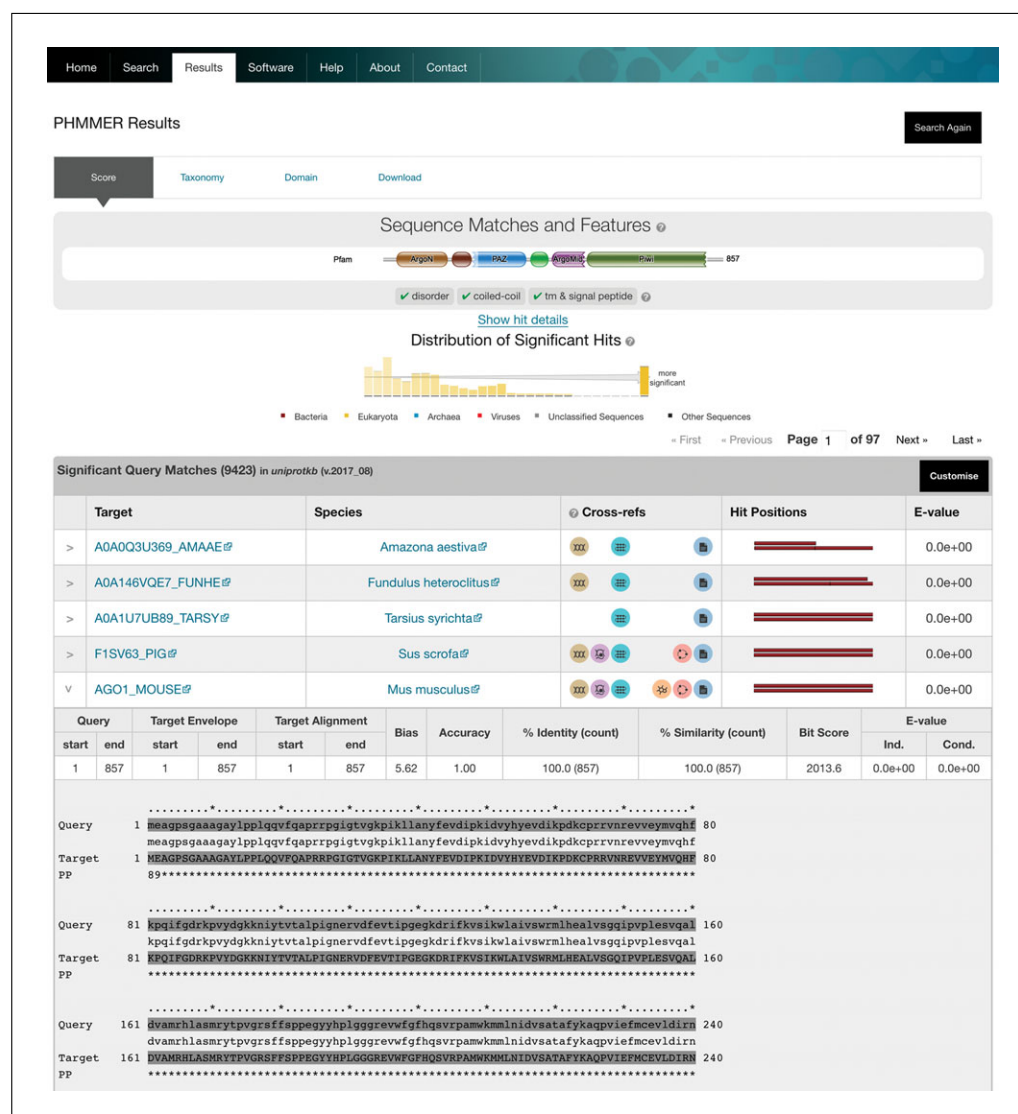 Home Search Results Software Help About Contact
PHMMER Results
Search Again
Score Taxonomy Domain Download
Sequence Matches and Features
Pfam ArgoN PAZ ArgoMid Piwi 857
disorder coiled-coil tm & signal peptide
Show hit details
Distribution of Significant Hits
more
significant
Bacteria Eukaryota Archaea Viruses Unclassified Sequences Other Sequences
« First « Previous Page 1 of 97 Next » Last »
Significant Query Matches (9423) in uniprotkb (v.2017_08) Customise
Target Species Cross-refs Hit Positions E-value
> A0A0Q3U369_AMAAE Amazona aestiva 0.0e+00
> A0A146VQE7_FUNHE Fundulus heteroclitus 0.0e+00
> A0A1U7UB89_TARSY Tarsius syrichta 0.0e+00
> F1SV63_PIG Sus scrofa 0.0e+00
v AGO1_MOUSE Mus musculus 0.0e+00
Query Target Envelope Target Alignment Bias Accuracy % Identity (count) % Similarity (count) Bit Score E-value
start end start end start end Ind. Cond.
1 857 1 857 1 857 5.62 1.00 100.0 (857) 100.0 (857) 2013.6 0.0e+00 0.0e+00
.........*.........*.........*.........*.........*.........*.........*.........*
Query 1 meagpsgaaagaylpplqqvfqaprrpgigtvgkpikllanyfevdipkidvyhyevdikpdkcprrvnrevveymvqhf 80
meagpsgaaagaylpplqqvfqaprrpgigtvgkpikllanyfevdipkidvyhyevdikpdkcprrvnrevveymvqhf
Target 1 MEAGPSGAAAGAYLPPLQQVFQAPRRPGIGTVGKPIKLLANYFEVDIPKIDVYHYEVDIKPDKCPRRVNREVVEYMVQHF 80
PP 89******************************************************************************
.........*.........*.........*.........*.........*.........*.........*.........*
Query 81 kpqifgdrkpvydgkkniytvtalpignervdfevtipgegkdrifkvsikwlaivswrmlhealvsgqipvplesvqal 160
kpqifgdrkpvydgkkniytvtalpignervdfevtipgegkdrifkvsikwlaivswrmlhealvsgqipvplesvqal
Target 81 KPQIFGDRKPVYDGKKNIYTVTALPIGNERVDFEVTIPGEGKDRIFKVSIKWLAIVSWRMLHEALVSGQIPVPLESVQAL 160
PP ********************************************************************************
.........*.........*.........*.........*.........*.........*.........*.........*
Query 161 dvamrhlasmrytpvgrsffsppegyyhplgggrevwfgfhqsvrpamwkmmlnidvsatafykaqpviefmcevldirn 240
dvamrhlasmrytpvgrsffsppegyyhplgggrevwfgfhqsvrpamwkmmlnidvsatafykaqpviefmcevldirn
Target 161 DVAMRHLASMRYTPVGRSFFSPPEGYYHPLGGGREVWFGFHQSVRPAMWKMMLNIDVSATAFYKAQPVIEFMCEVLDIRN 240
PP ********************************************************************************